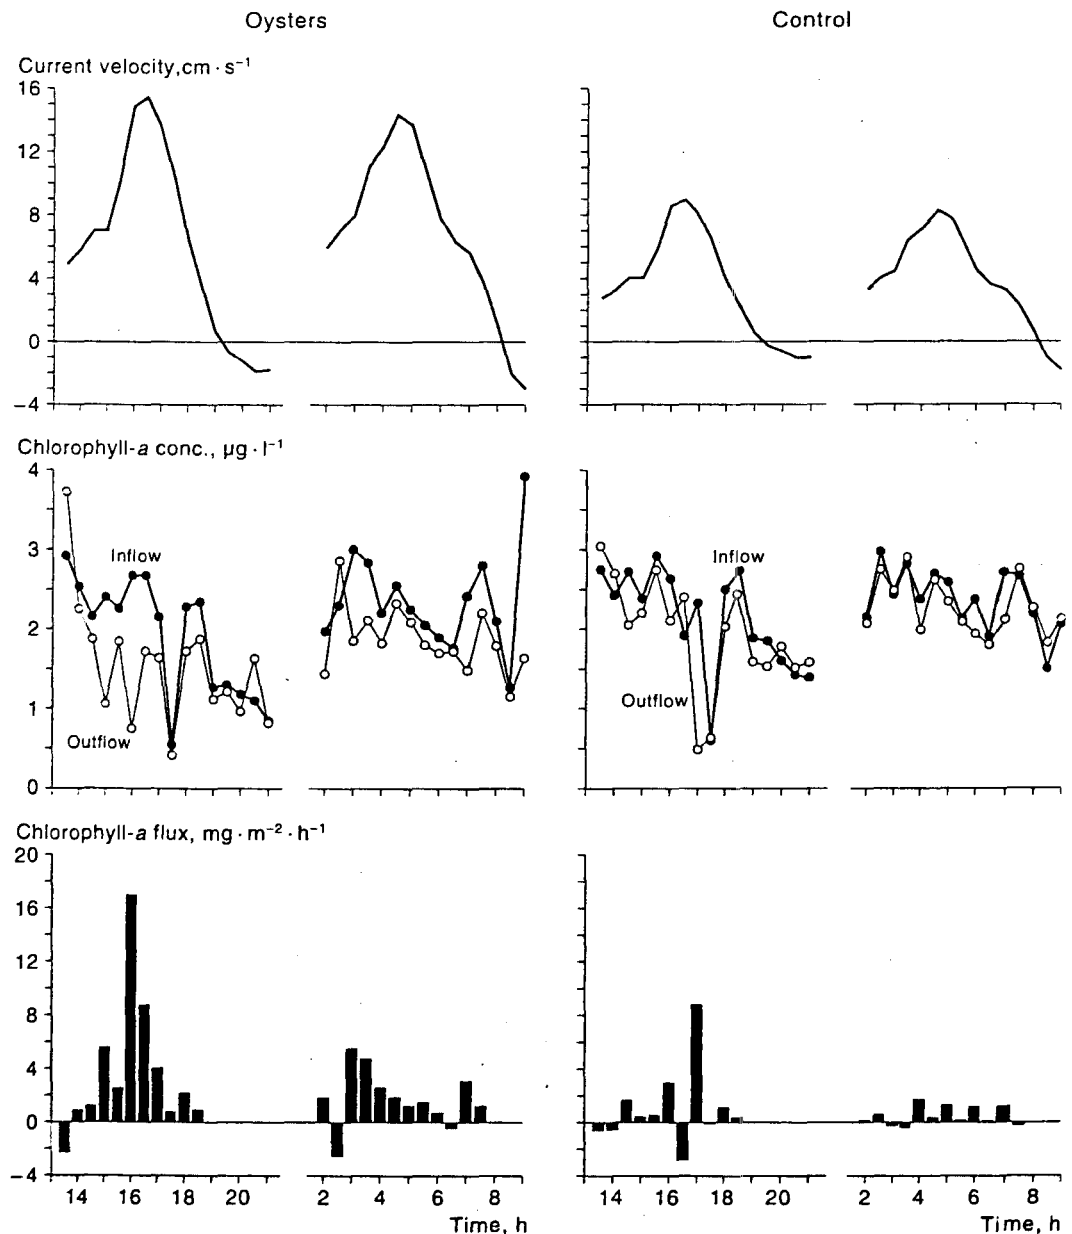 Oysters
Control
Current velocity,cm · s⁻¹
16
12
8
4
0
−4
Chlorophyll-a conc., µg · l⁻¹
4
3
2
1
0
Inflow
Outflow
Inflow
Outflow
Chlorophyll-a flux, mg · m⁻² · h⁻¹
20
16
12
8
4
0
−4
14 16 18 20 2 4 6 8
14 16 18 20 2 4 6 8
Time, h
Time, h